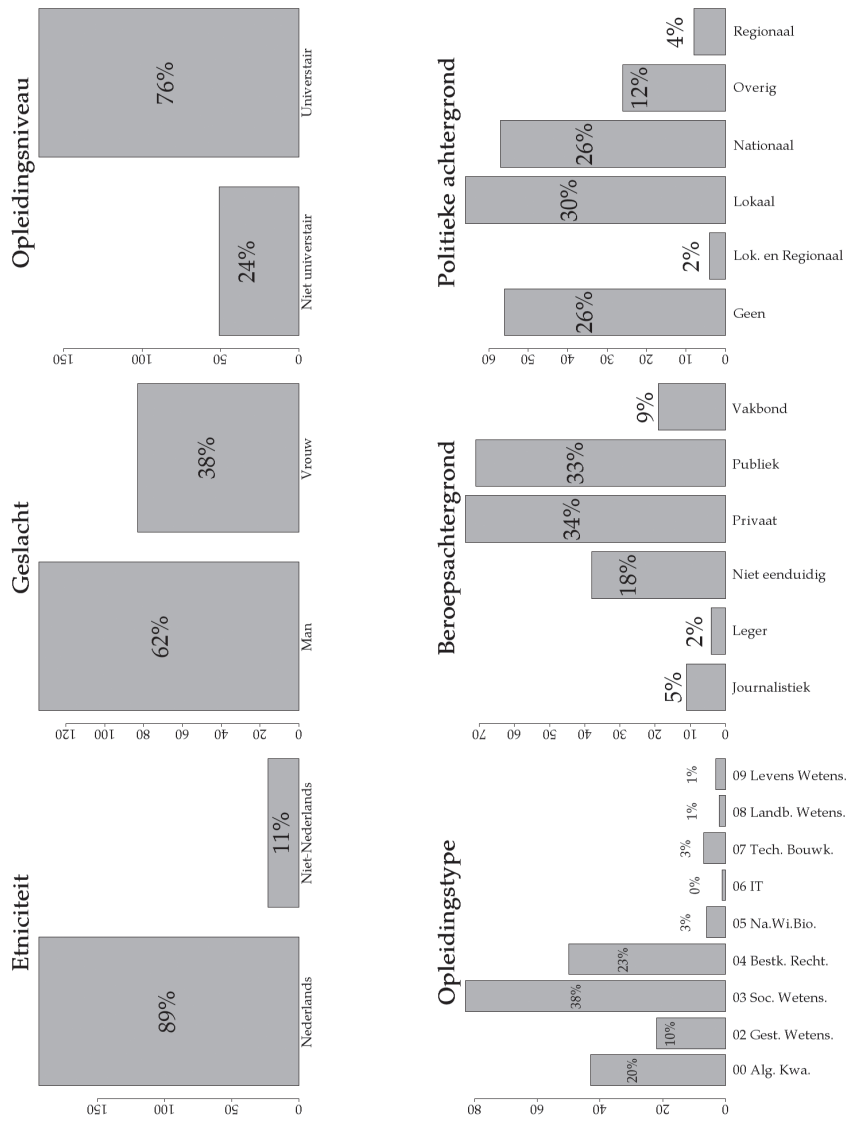 Etniciteit
150
100
50
0
89%
11%
Nederlands
Niet-Nederlands
Geslacht
120
100
80
60
40
20
0
62%
38%
Man
Vrouw
Opleidingsniveau
150
100
50
0
24%
76%
Niet universtair
Universtair
Opleidingstype
80
60
40
20
0
20%
10%
38%
23%
3%
0%
3%
1%
1%
00 Alg. Kwa.
02 Gest. Wetens.
03 Soc. Wetens.
04 Bestk. Recht.
05 Na.Wi.Bio.
06 IT
07 Tech. Bouwk.
08 Landb. Wetens.
09 Levens Wetens.
Beroepsachtergrond
70
60
50
40
30
20
10
0
5%
2%
18%
34%
33%
9%
Journalistiek
Leger
Niet eenduidig
Privaat
Publiek
Vakbond
Politieke achtergrond
60
50
40
30
20
10
0
26%
2%
30%
26%
12%
4%
Geen
Lok. en Regionaal
Lokaal
Nationaal
Overig
Regionaal